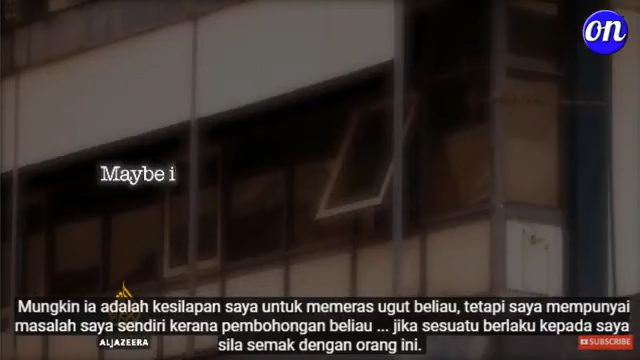 on
Maybe i
Mungkin ia adalah kesilapan saya untuk memeras ugut beliau, tetapi saya mempunyai
masalah saya sendiri kerana pembohongan beliau ... jika sesuatu berlaku kepada saya
sila semak dengan orang ini.
ALJAZEERA
SUBSCRIBE